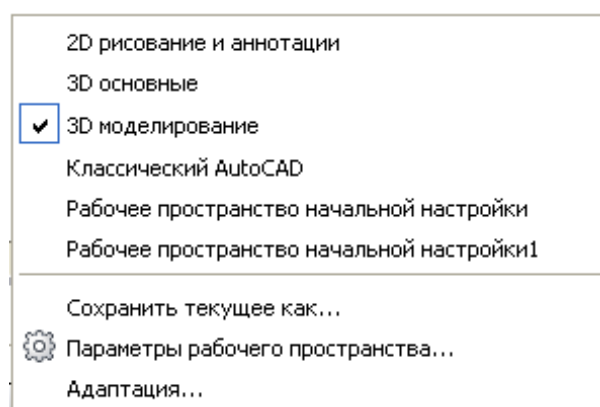 2D рисование и аннотации
3D основные
3D моделирование
Классический AutoCAD
Рабочее пространство начальной настройки
Рабочее пространство начальной настройки1
Сохранить текущее как...
Параметры рабочего пространства...
Адаптация...